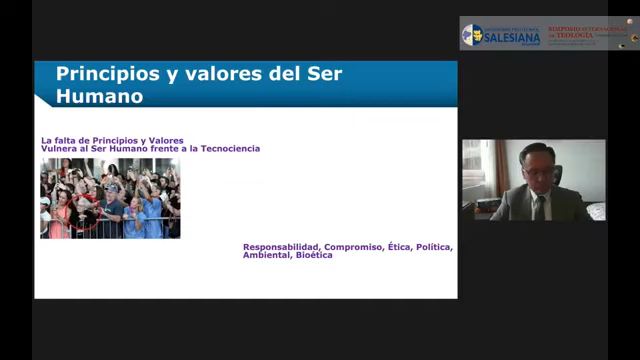 SALESIANA
SIMPOSIO INTERNACIONAL
DE TEOLOGÍA
Principios y valores del Ser
Humano
La falta de Principios y Valores
Vulnera al Ser Humano frente a la Tecnociencia
Responsabilidad, Compromiso, Ética, Política,
Ambiental, Bioética